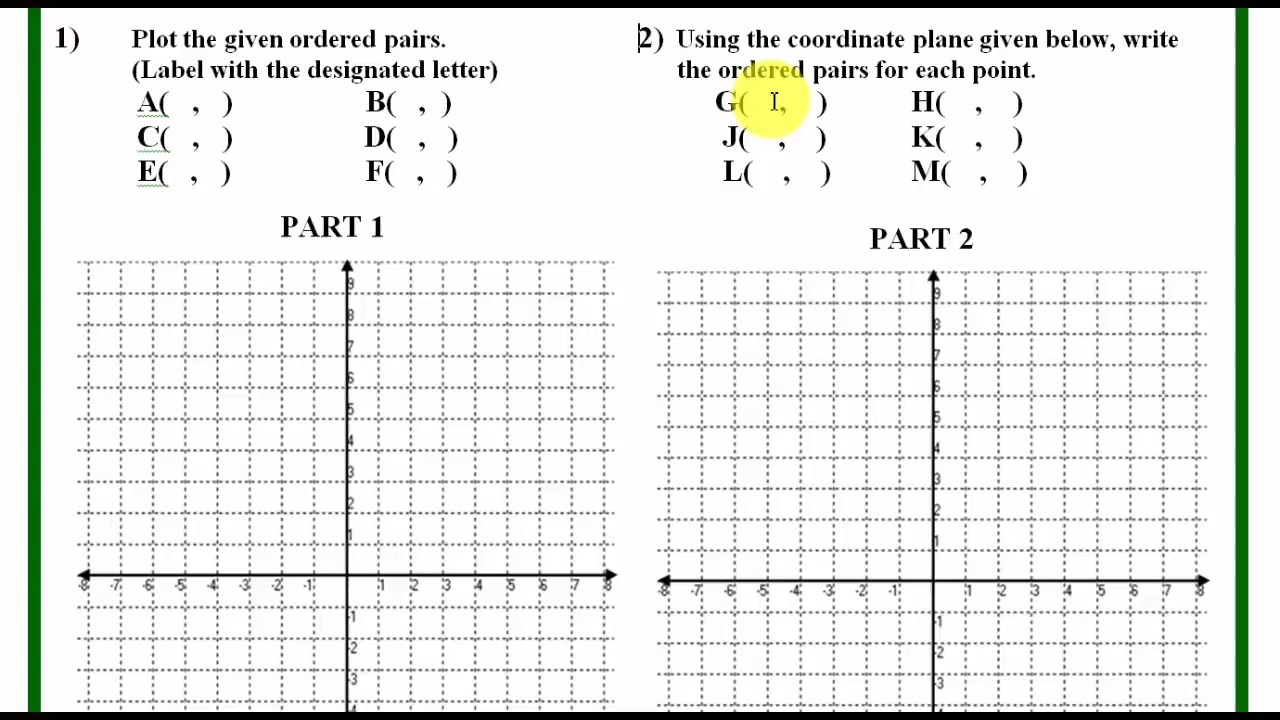 1) Plot the given ordered pairs.
(Label with the designated letter)
A( , ) B( , )
C( , ) D( , )
E( , ) F( , )
PART 1
9
8
7
6
5
4
3
2
1
-8 -7 -6 -5 -4 -3 -2 -1 1 2 3 4 5 6 7 8
-1
-2
-3
2) Using the coordinate plane given below, write
the ordered pairs for each point.
G( , ) H( , )
J( , ) K( , )
L( , ) M( , )
PART 2
9
8
7
6
5
4
3
2
1
-8 -7 -6 -5 -4 -3 -2 -1 1 2 3 4 5 6 7 8
-1
-2
-3